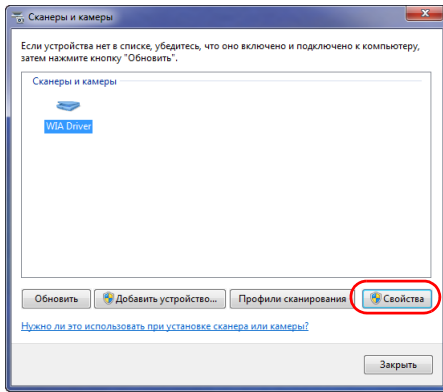 Сканеры и камеры
Если устройства нет в списке, убедитесь, что оно включено и подключено к компьютеру,
затем нажмите кнопку "Обновить".
Сканеры и камеры
WIA Driver
Обновить Добавить устройство... Профили сканирования Свойства
Нужно ли это использовать при установке сканера или камеры?
Закрыть